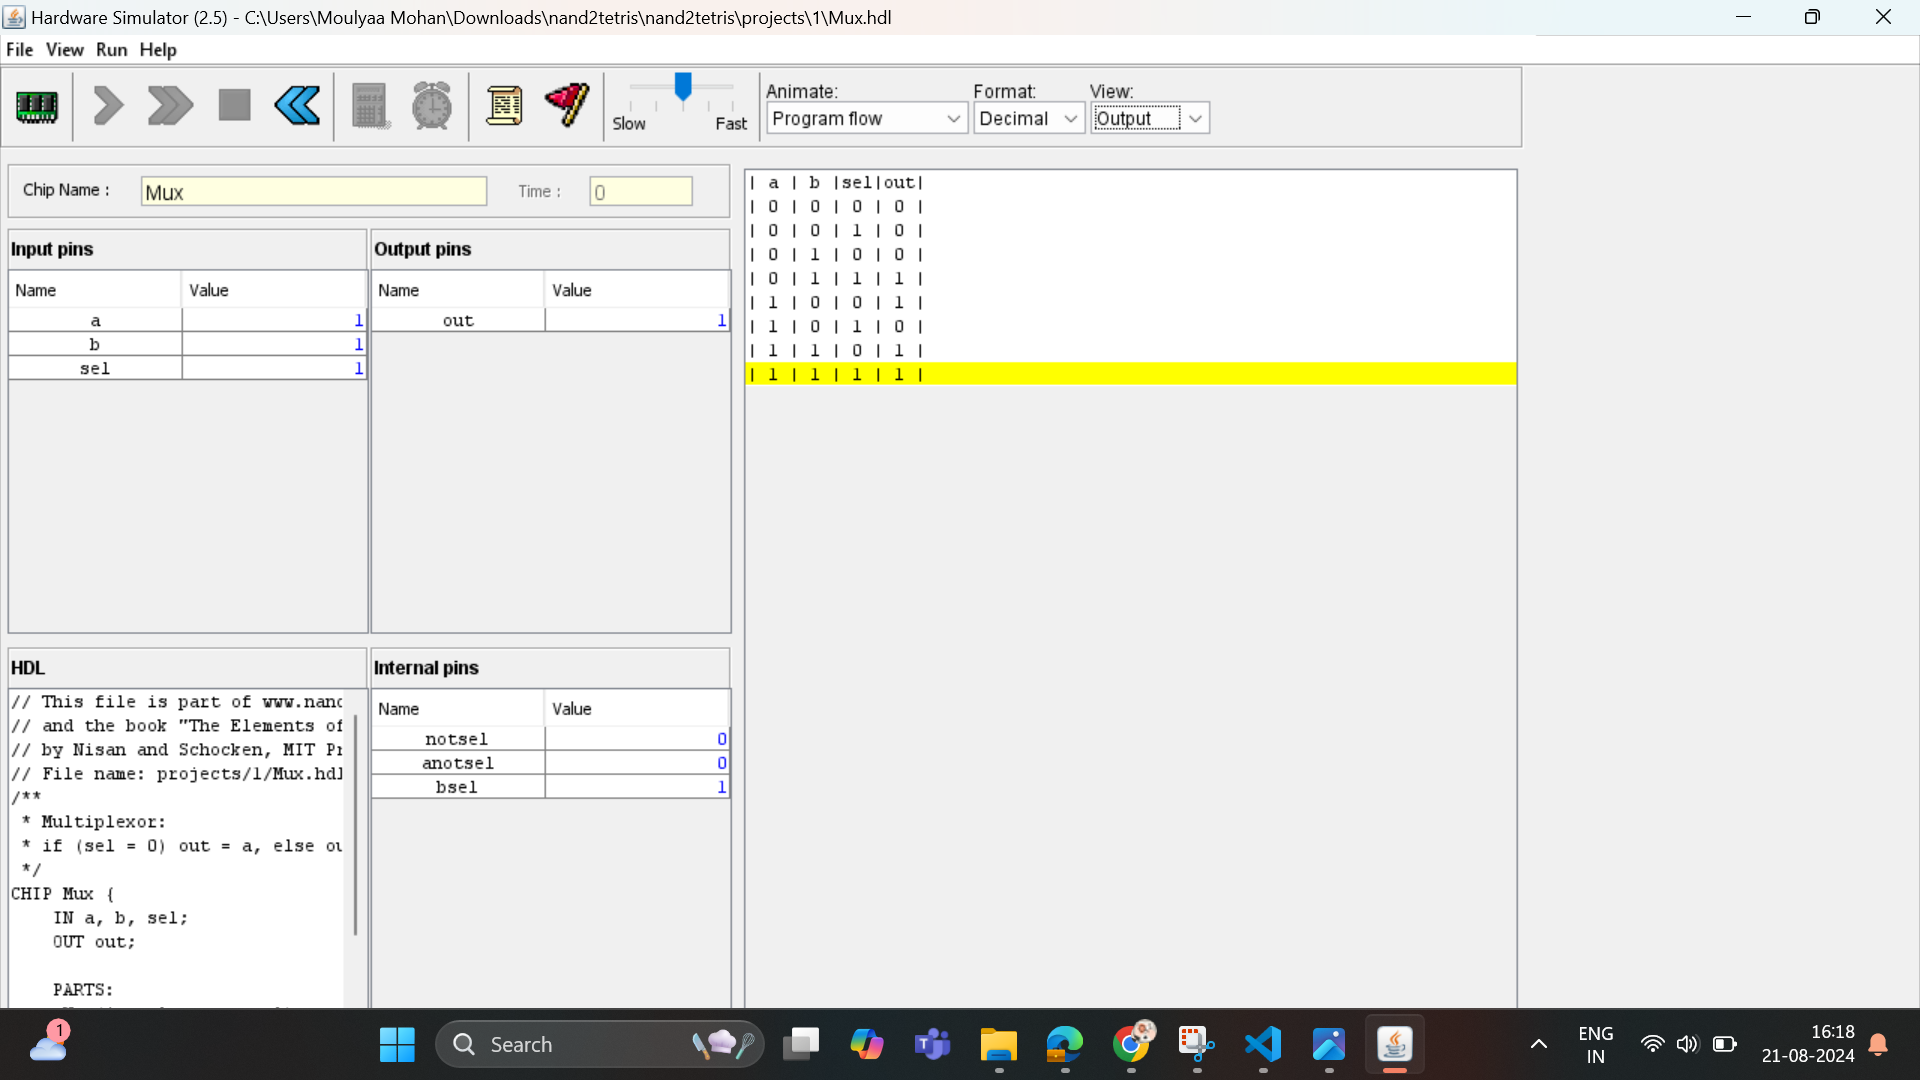 Hardware Simulator (2.5) - C:\Users\Moulyaa Mohan\Downloads\nand2tetris\nand2tetris\projects\1\Mux.hdl
File View Run Help
Slow Fast
Animate: Format: View:
Program flow Decimal Output
Chip Name : Mux Time : 0
Input pins
Name Value
a 1
b 1
sel 1
Output pins
Name Value
out 1
| a | b |sel|out|
| 0 | 0 | 0 | 0 |
| 0 | 0 | 1 | 0 |
| 0 | 1 | 0 | 0 |
| 0 | 1 | 1 | 1 |
| 1 | 0 | 0 | 1 |
| 1 | 0 | 1 | 0 |
| 1 | 1 | 0 | 1 |
| 1 | 1 | 1 | 1 |
HDL
// This file is part of www.nand
// and the book "The Elements of
// by Nisan and Schocken, MIT Pr
// File name: projects/1/Mux.hdl
/**
* Multiplexor:
* if (sel = 0) out = a, else ou
*/
CHIP Mux {
IN a, b, sel;
OUT out;
PARTS:
Internal pins
Name Value
notsel 0
anotsel 0
bsel 1
1
Search
ENG
IN
16:18
21-08-2024